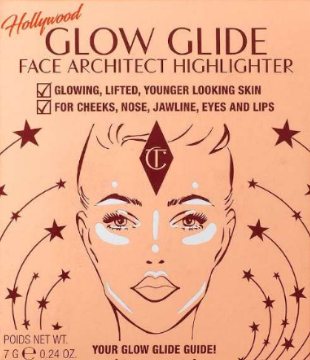 Hollywood
GLOW GLIDE
FACE ARCHITECT HIGHLIGHTER
☑ GLOWING, LIFTED, YOUNGER LOOKING SKIN
☑ FOR CHEEKS, NOSE, JAWLINE, EYES AND LIPS
CT
POIDS NET WT.
7 G ℮ 0.24 OZ.
YOUR GLOW GLIDE GUIDE!